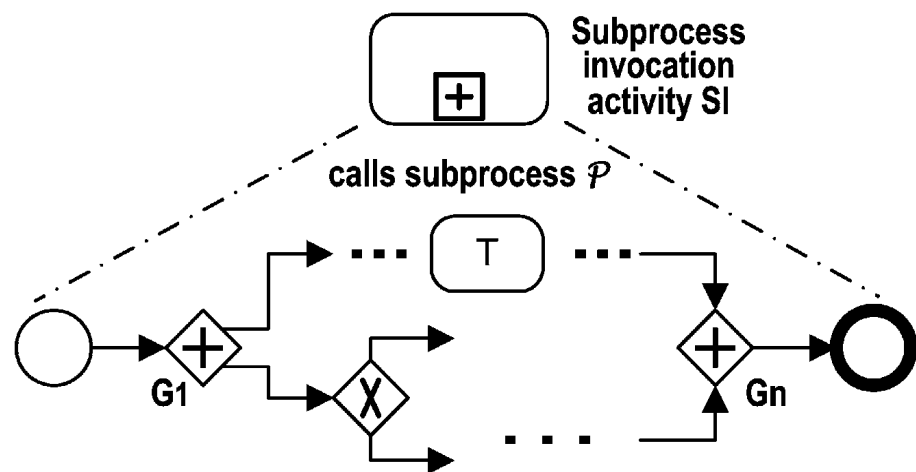 Subprocess
invocation
activity SI
calls subprocess 𝒫
T
G1
Gn